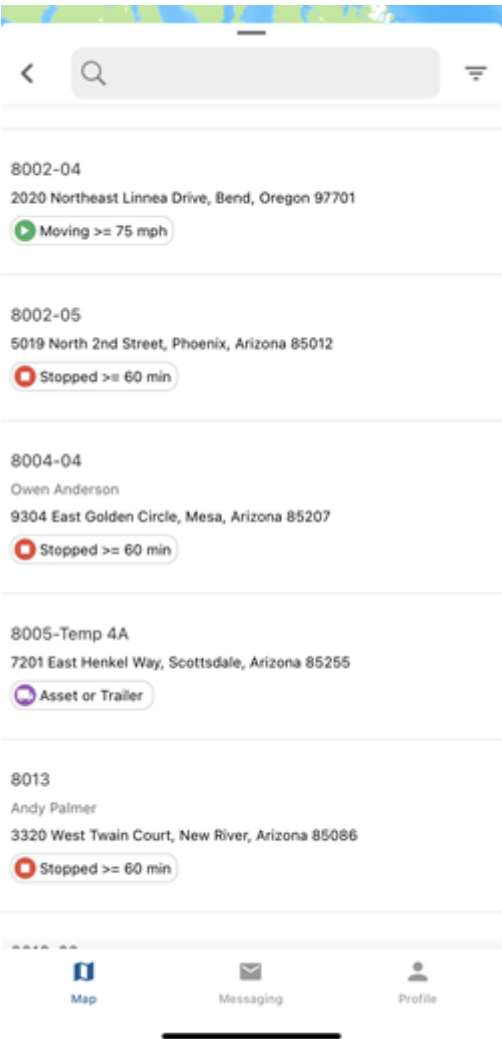 8002-04
2020 Northeast Linnea Drive, Bend, Oregon 97701
Moving >= 75 mph
8002-05
5019 North 2nd Street, Phoenix, Arizona 85012
Stopped >= 60 min
8004-04
Owen Anderson
9304 East Golden Circle, Mesa, Arizona 85207
Stopped >= 60 min
8005-Temp 4A
7201 East Henkel Way, Scottsdale, Arizona 85255
Asset or Trailer
8013
Andy Palmer
3320 West Twain Court, New River, Arizona 85086
Stopped >= 60 min
Map Messaging Profile